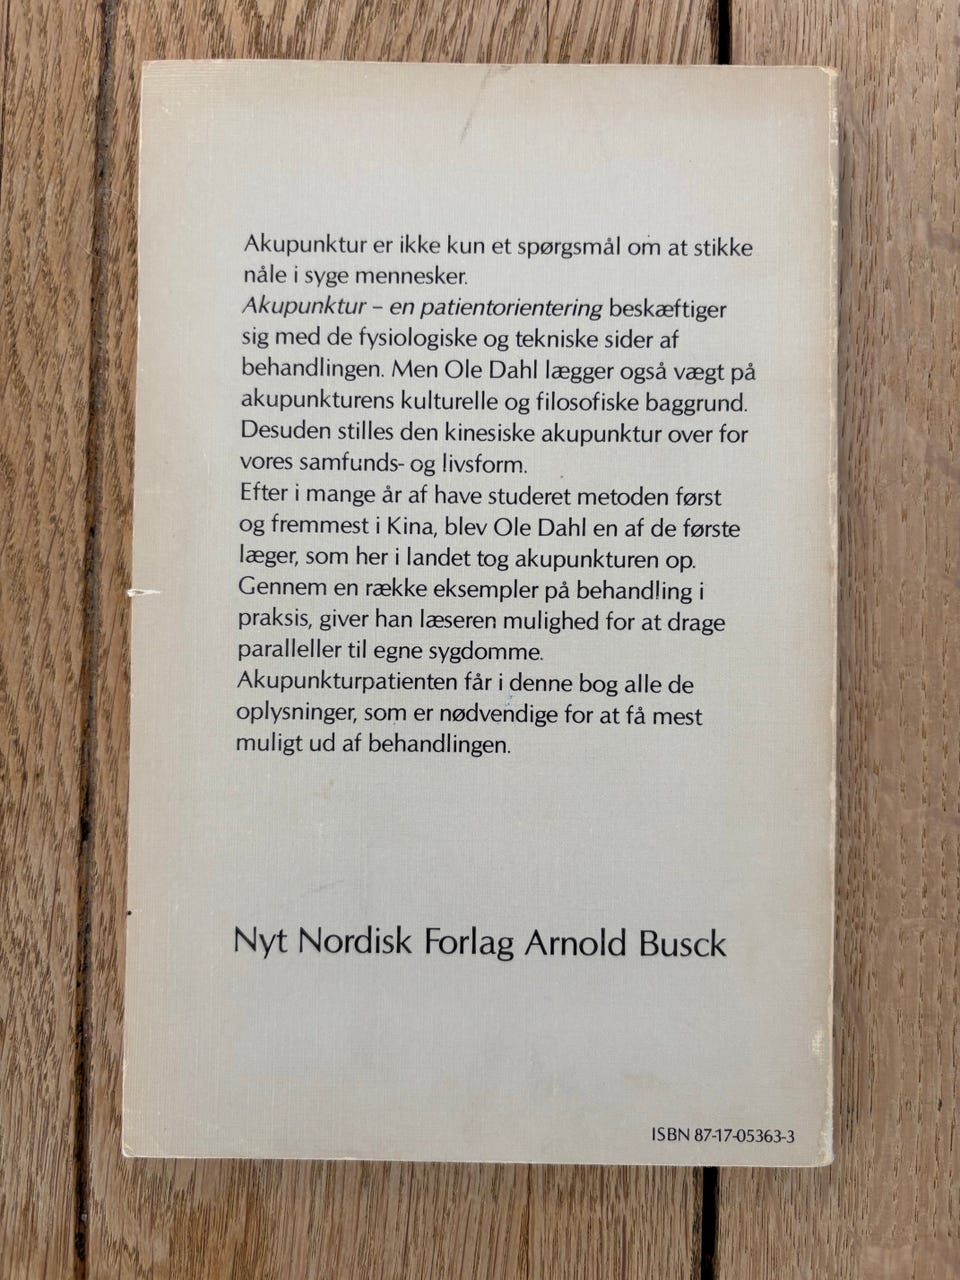 Akupunktur er ikke kun et spørgsmål om at stikke
nåle i syge mennesker.
Akupunktur – en patientorientering beskæftiger
sig med de fysiologiske og tekniske sider af
behandlingen. Men Ole Dahl lægger også vægt på
akupunkturens kulturelle og filosofiske baggrund.
Desuden stilles den kinesiske akupunktur over for
vores samfunds- og livsform.
Efter i mange år af have studeret metoden først
og fremmest i Kina, blev Ole Dahl en af de første
læger, som her i landet tog akupunkturen op.
Gennem en række eksempler på behandling i
praksis, giver han læseren mulighed for at drage
paralleller til egne sygdomme.
Akupunkturpatienten får i denne bog alle de
oplysninger, som er nødvendige for at få mest
muligt ud af behandlingen.
Nyt Nordisk Forlag Arnold Busck
ISBN 87-17-05363-3